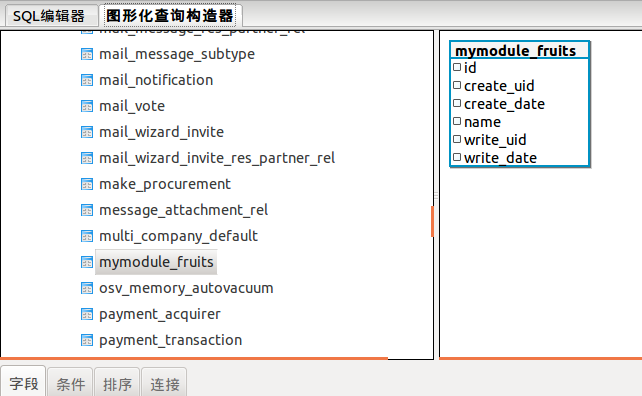 SQL编辑器
图形化查询构造器
mail_message_res_partner_rel
mail_message_subtype
mail_notification
mail_vote
mail_wizard_invite
mail_wizard_invite_res_partner_rel
make_procurement
message_attachment_rel
multi_company_default
mymodule_fruits
osv_memory_autovacuum
payment_acquirer
payment_transaction
mymodule_fruits
id
create_uid
create_date
name
write_uid
write_date
字段
条件
排序
连接